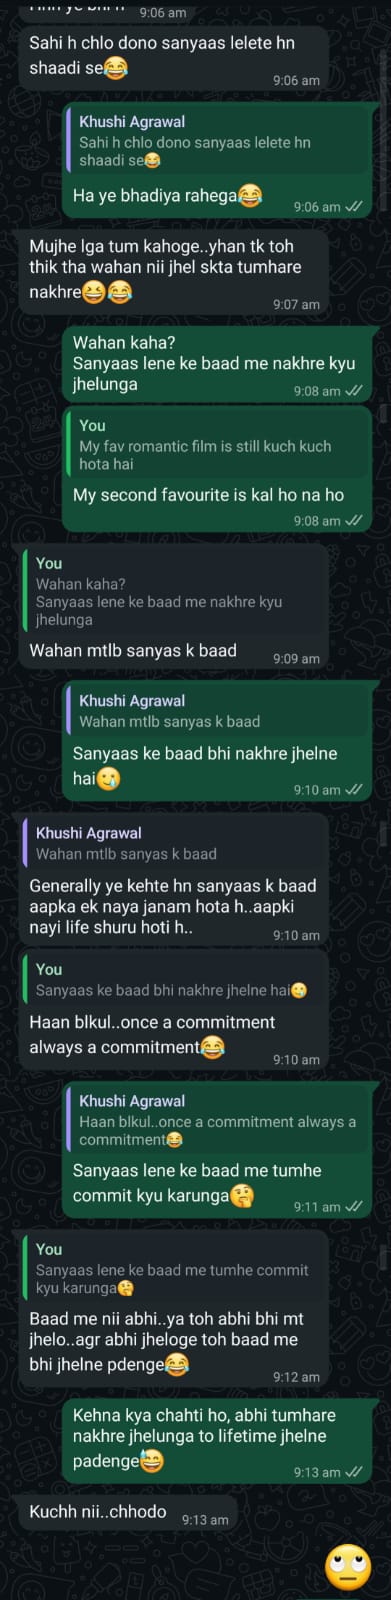 9:06 am
Sahi h chlo dono sanyaas lelete hn
shaadi se😂
9:06 am
Khushi Agrawal
Sahi h chlo dono sanyaas lelete hn
shaadi se😂
Ha ye bhadiya rahega😂
9:06 am
Mujhe lga tum kahoge..yhan tk toh
thik tha wahan nii jhel skta tumhare
nakhre😆😂
9:07 am
Wahan kaha?
Sanyaas lene ke baad me nakhre kyu
jhelunga
9:08 am
You
My fav romantic film is still kuch kuch
hota hai
My second favourite is kal ho na ho
9:08 am
You
Wahan kaha?
Sanyaas lene ke baad me nakhre kyu
jhelunga
Wahan mtlb sanyas k baad
9:09 am
Khushi Agrawal
Wahan mtlb sanyas k baad
Sanyaas ke baad bhi nakhre jhelne
hai🥲
9:10 am
Khushi Agrawal
Wahan mtlb sanyas k baad
Generally ye kehte hn sanyaas k baad
aapka ek naya janam hota h..aapki
nayi life shuru hoti h..
9:10 am
You
Sanyaas ke baad bhi nakhre jhelne hai🥲
Haan blkul..once a commitment
always a commitment😂
9:10 am
Khushi Agrawal
Haan blkul..once a commitment always a
commitment😂
Sanyaas lene ke baad me tumhe
commit kyu karunga🤔
9:11 am
You
Sanyaas lene ke baad me tumhe commit
kyu karunga🤔
Baad me nii abhi..ya toh abhi bhi mt
jhelo..agr abhi jheloge toh baad me
bhi jhelne pdenge😂
9:12 am
Kehna kya chahti ho, abhi tumhare
nakhre jhelunga to lifetime jhelne
padenge😅
9:13 am
Kuchh nii..chhodo
9:13 am
🙄